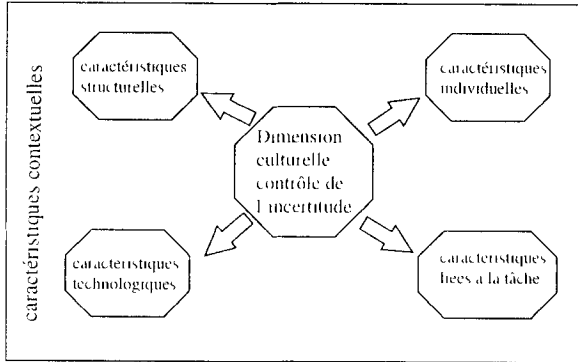 caractéristiques contextuelles
caractéristiques
structurelles
caractéristiques
individuelles
Dimension
culturelle
contrôle de
l incertitude
caractéristiques
technologiques
caractéristiques
liées à la tâche